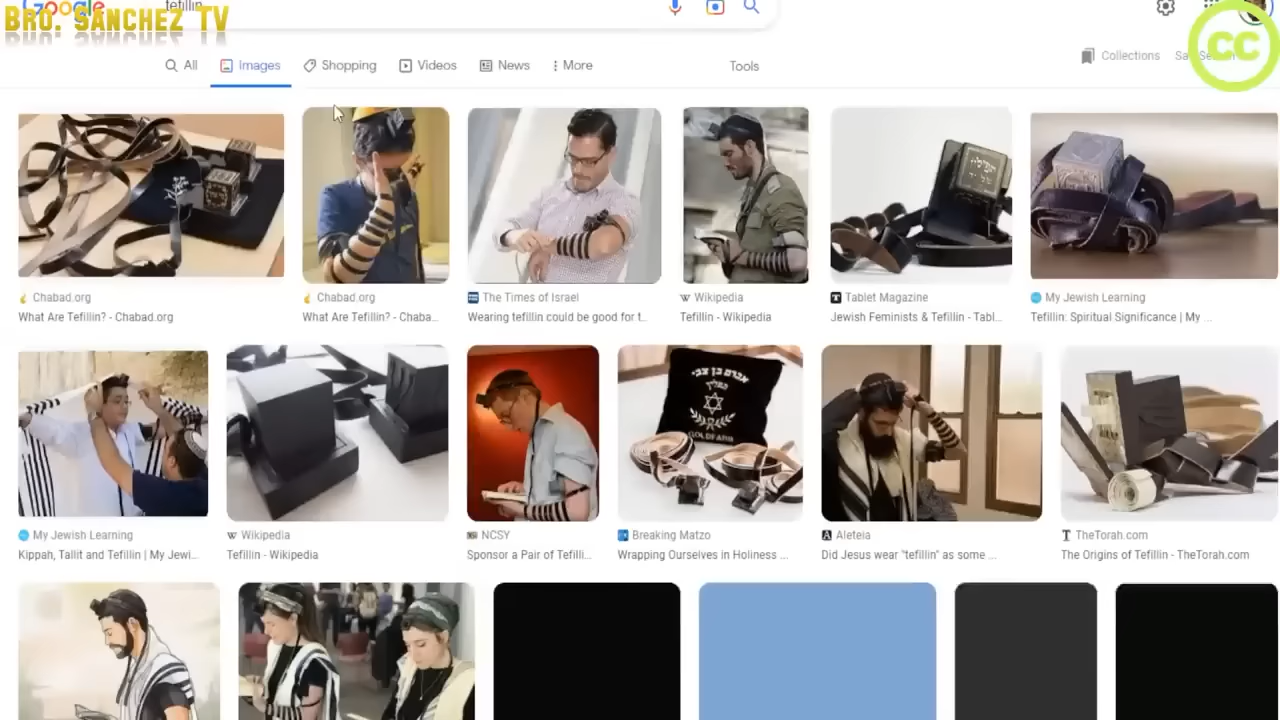 Google
BRO. SANCHEZ TV
tefillin
CC
All
Images
Shopping
Videos
News
More
Tools
Collections
Chabad.org
What Are Tefillin? - Chabad.org
Chabad.org
What Are Tefillin? - Chaba...
The Times of Israel
Wearing tefillin could be good for t...
Wikipedia
Tefillin - Wikipedia
Tablet Magazine
Jewish Feminists & Tefillin - Tabl...
My Jewish Learning
Tefillin: Spiritual Significance | My ...
GOLDFARB
My Jewish Learning
Kippah, Tallit and Tefillin | My Jewi...
Wikipedia
Tefillin - Wikipedia
NCSY
Sponsor a Pair of Tefilli...
Breaking Matzo
Wrapping Ourselves in Holiness ...
Aleteia
Did Jesus wear "tefillin" as some ...
TheTorah.com
The Origins of Tefillin - TheTorah.com